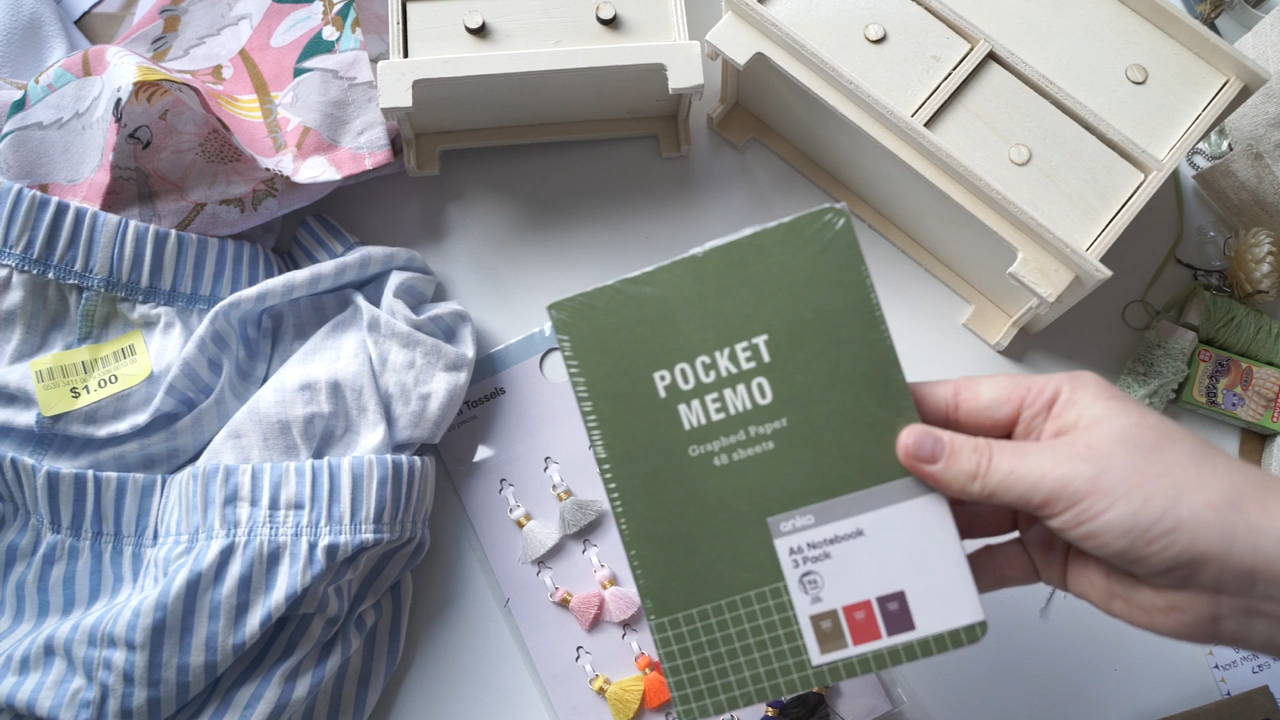 $1.00
Tassels
POCKET
MEMO
Graphed Paper
48 sheets
anko
A6 Notebook
3 Pack